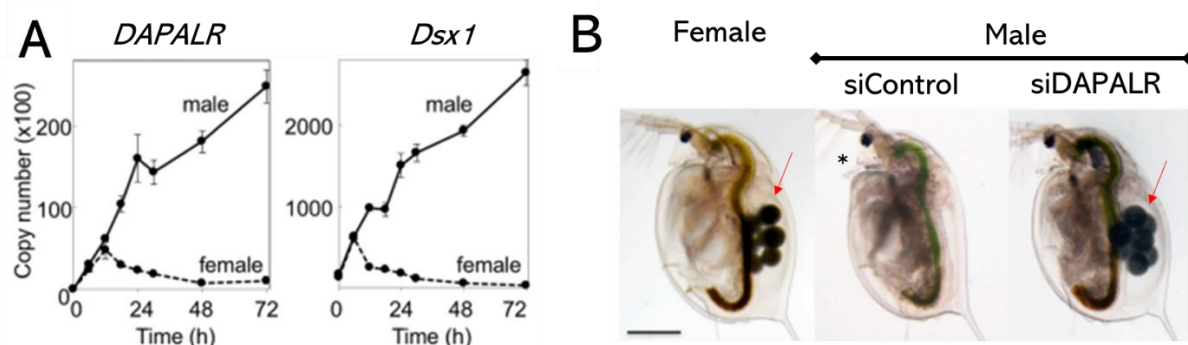 A
DAPALR
Dsx1
Copy number (x100)
200
100
0
male
female
0 24 48 72
Time (h)
2000
1000
male
female
0 24 48 72
Time (h)
B
Female
Male
siControl
siDAPALR
*